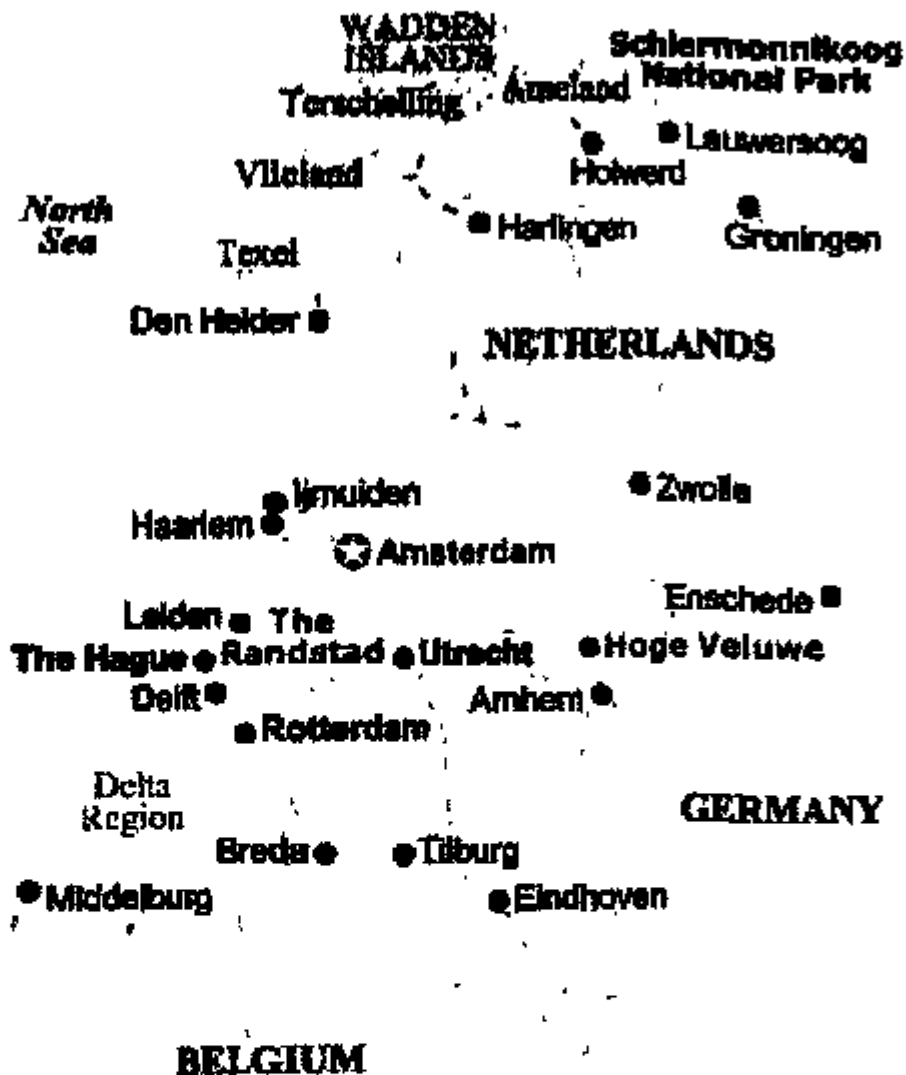 WADDEN
ISLANDS
Schiermonnikoog
National Park
Terschelling
Ameland
Lauwersoog
Vlieland
Holwerd
North
Sea
Harlingen
Groningen
Texel
Den Helder
NETHERLANDS
Ijmuiden
Zwolle
Haarlem
Amsterdam
Enschede
Leiden
The
Randstad
The Hague
Utrecht
Hoge Veluwe
Delft
Arnhem
Rotterdam
Delta
Region
GERMANY
Breda
Tilburg
Middelburg
Eindhoven
BELGIUM